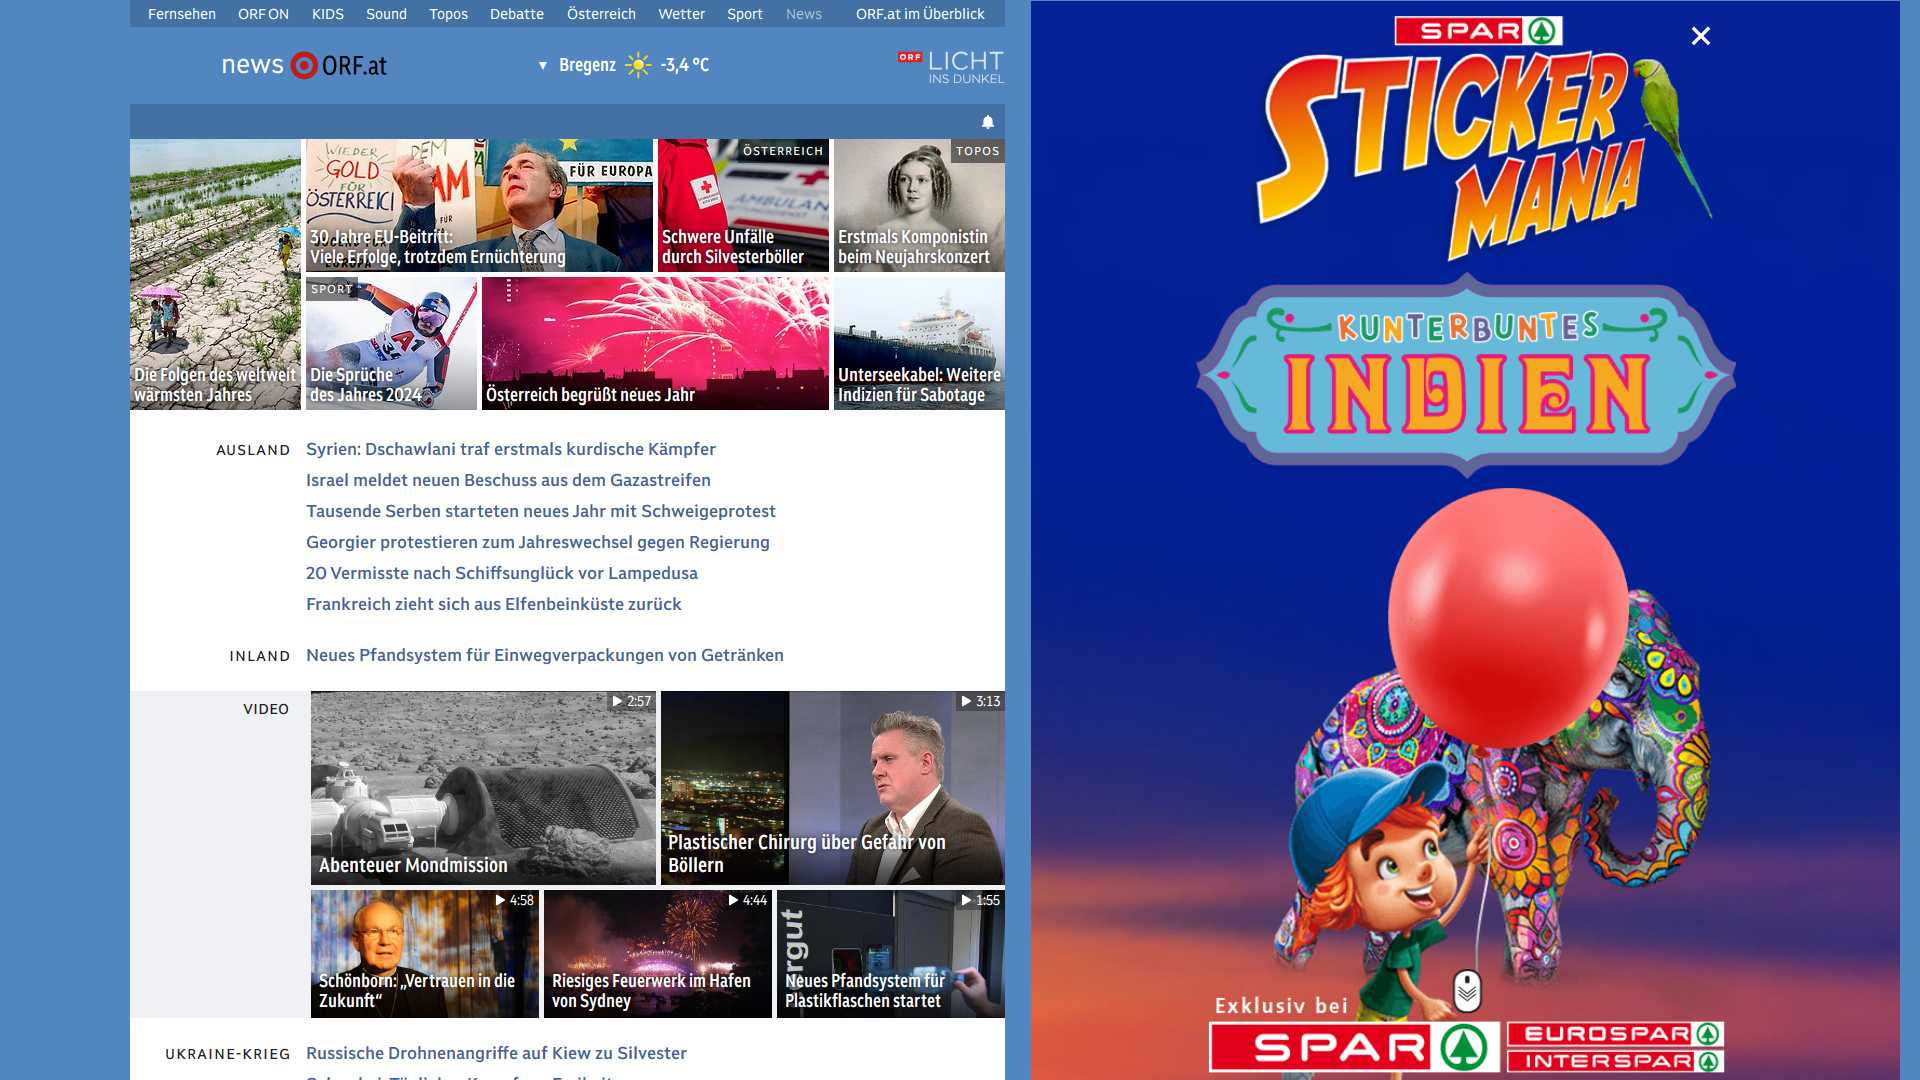 Fernsehen ORF ON KIDS Sound Topos Debatte Österreich Wetter Sport News ORF.at im Überblick
news ORF.at
▼ Bregenz -3,4 °C
ORF LICHT
INS DUNKEL
Die Folgen des weltweit
wärmsten Jahres
WIEDER
GOLD
FÜR
ÖSTERREICH
DEM
AM
FÜR EUROPA
30 Jahre EU-Beitritt:
Viele Erfolge, trotzdem Ernüchterung
EUROPA
ÖSTERREICH
AMBULAN
Schwere Unfälle
durch Silvesterböller
TOPOS
Erstmals Komponistin
beim Neujahrskonzert
SPORT
A1
Die Sprüche
des Jahres 2024
Österreich begrüßt neues Jahr
Unterseekabel: Weitere
Indizien für Sabotage
AUSLAND
Syrien: Dschawlani traf erstmals kurdische Kämpfer
Israel meldet neuen Beschuss aus dem Gazastreifen
Tausende Serben starteten neues Jahr mit Schweigeprotest
Georgier protestieren zum Jahreswechsel gegen Regierung
20 Vermisste nach Schiffsunglück vor Lampedusa
Frankreich zieht sich aus Elfenbeinküste zurück
INLAND
Neues Pfandsystem für Einwegverpackungen von Getränken
VIDEO
2:57
Abenteuer Mondmission
3:13
Plastischer Chirurg über Gefahr von
Böllern
4:58
Schönborn: „Vertrauen in die
Zukunft“
4:44
Riesiges Feuerwerk im Hafen
von Sydney
1:55
ergut
Neues Pfandsystem für
Plastikflaschen startet
UKRAINE-KRIEG
Russische Drohnenangriffe auf Kiew zu Silvester
SPAR
STICKER
MANIA
KUNTERBUNTES
INDIEN
Exklusiv bei
SPAR
EUROSPAR
INTERSPAR